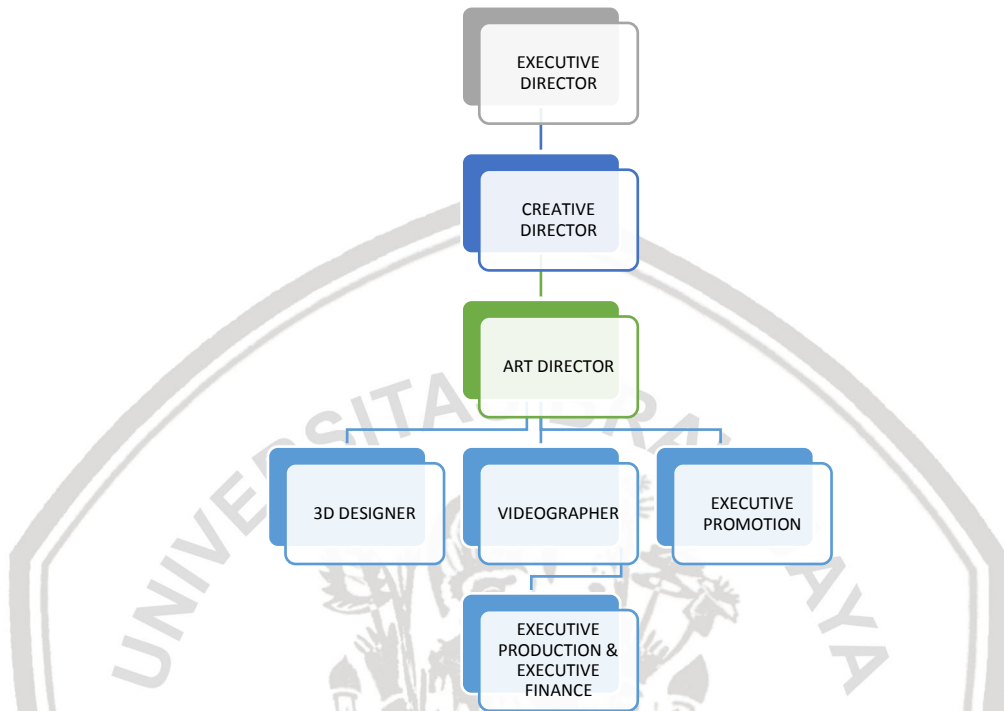 EXECUTIVE
DIRECTOR
CREATIVE
DIRECTOR
ART DIRECTOR
3D DESIGNER
VIDEOGRAPHER
EXECUTIVE
PROMOTION
EXECUTIVE
PRODUCTION &
EXECUTIVE
FINANCE